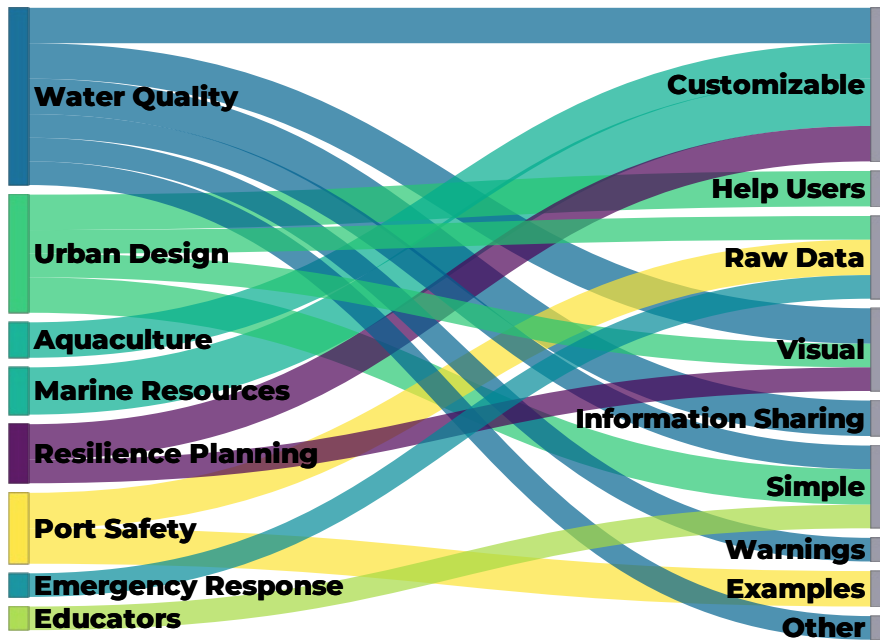 Water Quality
Urban Design
Aquaculture
Marine Resources
Resilience Planning
Port Safety
Emergency Response
Educators
Customizable
Help Users
Raw Data
Visual
Information Sharing
Simple
Warnings
Examples
Other